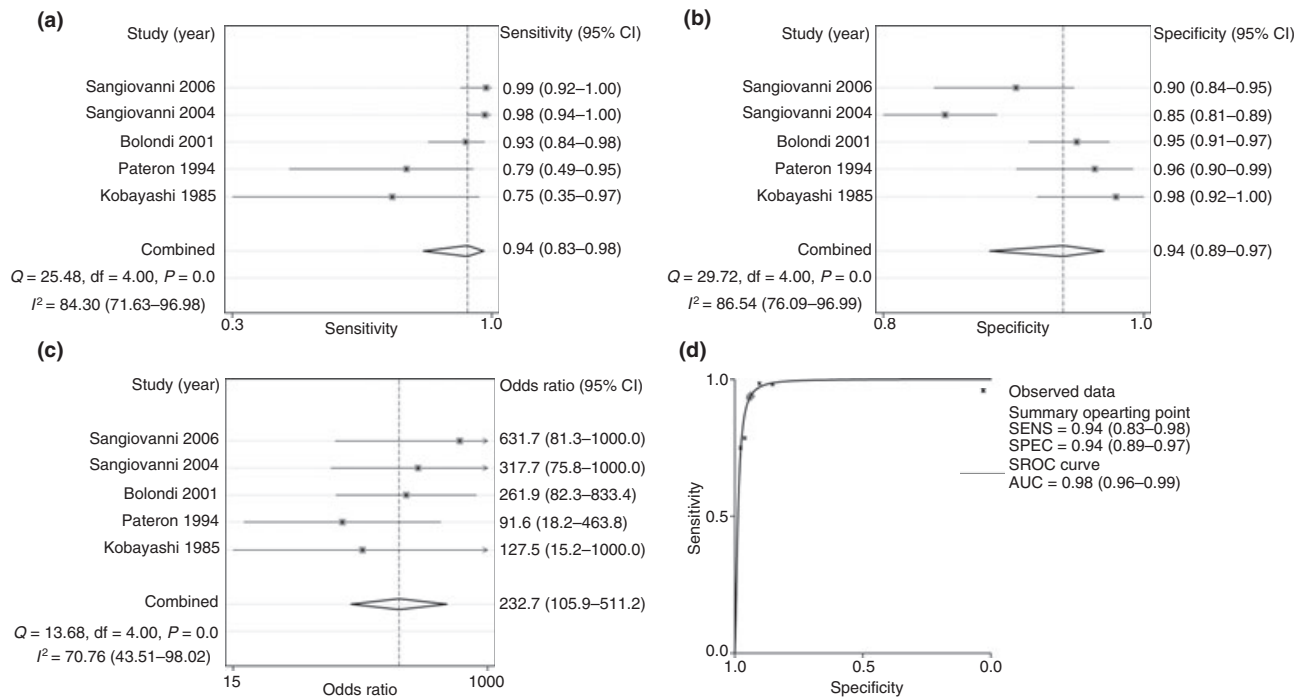 (a)
Study (year) Sensitivity (95% CI)
Sangiovanni 2006 0.99 (0.92–1.00)
Sangiovanni 2004 0.98 (0.94–1.00)
Bolondi 2001 0.93 (0.84–0.98)
Pateron 1994 0.79 (0.49–0.95)
Kobayashi 1985 0.75 (0.35–0.97)
Combined 0.94 (0.83–0.98)
Q = 25.48, df = 4.00, P = 0.0
I² = 84.30 (71.63–96.98)
0.3 1.0
Sensitivity
(b)
Study (year) Specificity (95% CI)
Sangiovanni 2006 0.90 (0.84–0.95)
Sangiovanni 2004 0.85 (0.81–0.89)
Bolondi 2001 0.95 (0.91–0.97)
Pateron 1994 0.96 (0.90–0.99)
Kobayashi 1985 0.98 (0.92–1.00)
Combined 0.94 (0.89–0.97)
Q = 29.72, df = 4.00, P = 0.0
I² = 86.54 (76.09–96.99)
0.8 1.0
Specificity
(c)
Study (year) Odds ratio (95% CI)
Sangiovanni 2006 631.7 (81.3–1000.0)
Sangiovanni 2004 317.7 (75.8–1000.0)
Bolondi 2001 261.9 (82.3–833.4)
Pateron 1994 91.6 (18.2–463.8)
Kobayashi 1985 127.5 (15.2–1000.0)
Combined 232.7 (105.9–511.2)
Q = 13.68, df = 4.00, P = 0.0
I² = 70.76 (43.51–98.02)
15 1000
Odds ratio
(d)
1.0
0.5
0.0
Sensitivity
1.0 0.5 0.0
Specificity
Observed data
Summary opearting point
SENS = 0.94 (0.83–0.98)
SPEC = 0.94 (0.89–0.97)
SROC curve
AUC = 0.98 (0.96–0.99)